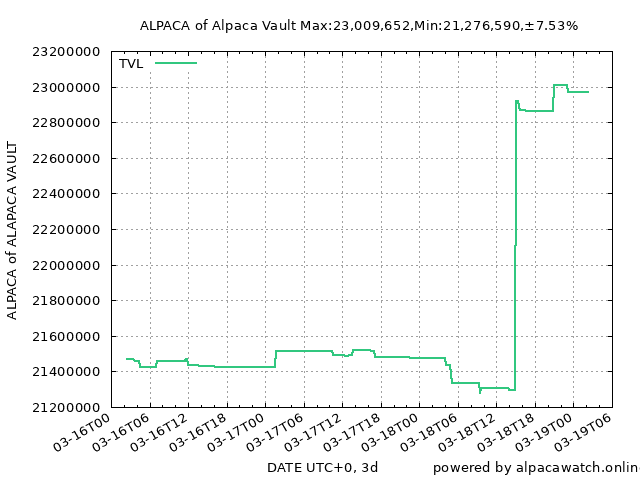 ALPACA of Alpaca Vault Max:23,009,652,Min:21,276,590,±7.53%
TVL
23200000
23000000
22800000
22600000
22400000
22200000
22000000
21800000
21600000
21400000
21200000
ALPACA of ALAPACA VAULT
03-16T00
03-16T06
03-16T12
03-16T18
03-17T00
03-17T06
03-17T12
03-17T18
03-18T00
03-18T06
03-18T12
03-18T18
03-19T00
03-19T06
DATE UTC+0, 3d
powered by alpacawatch.onlin